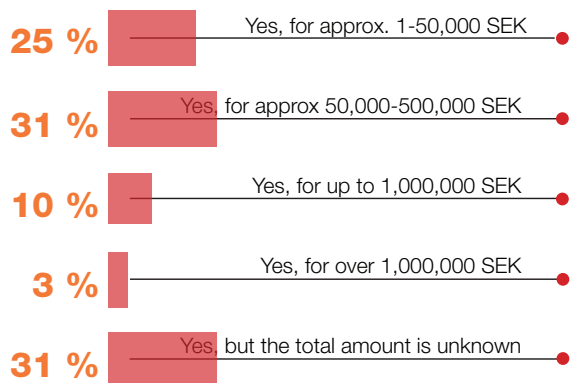 25 % Yes, for approx. 1-50,000 SEK
31 % Yes, for approx 50,000-500,000 SEK
10 % Yes, for up to 1,000,000 SEK
3 % Yes, for over 1,000,000 SEK
31 % Yes, but the total amount is unknown